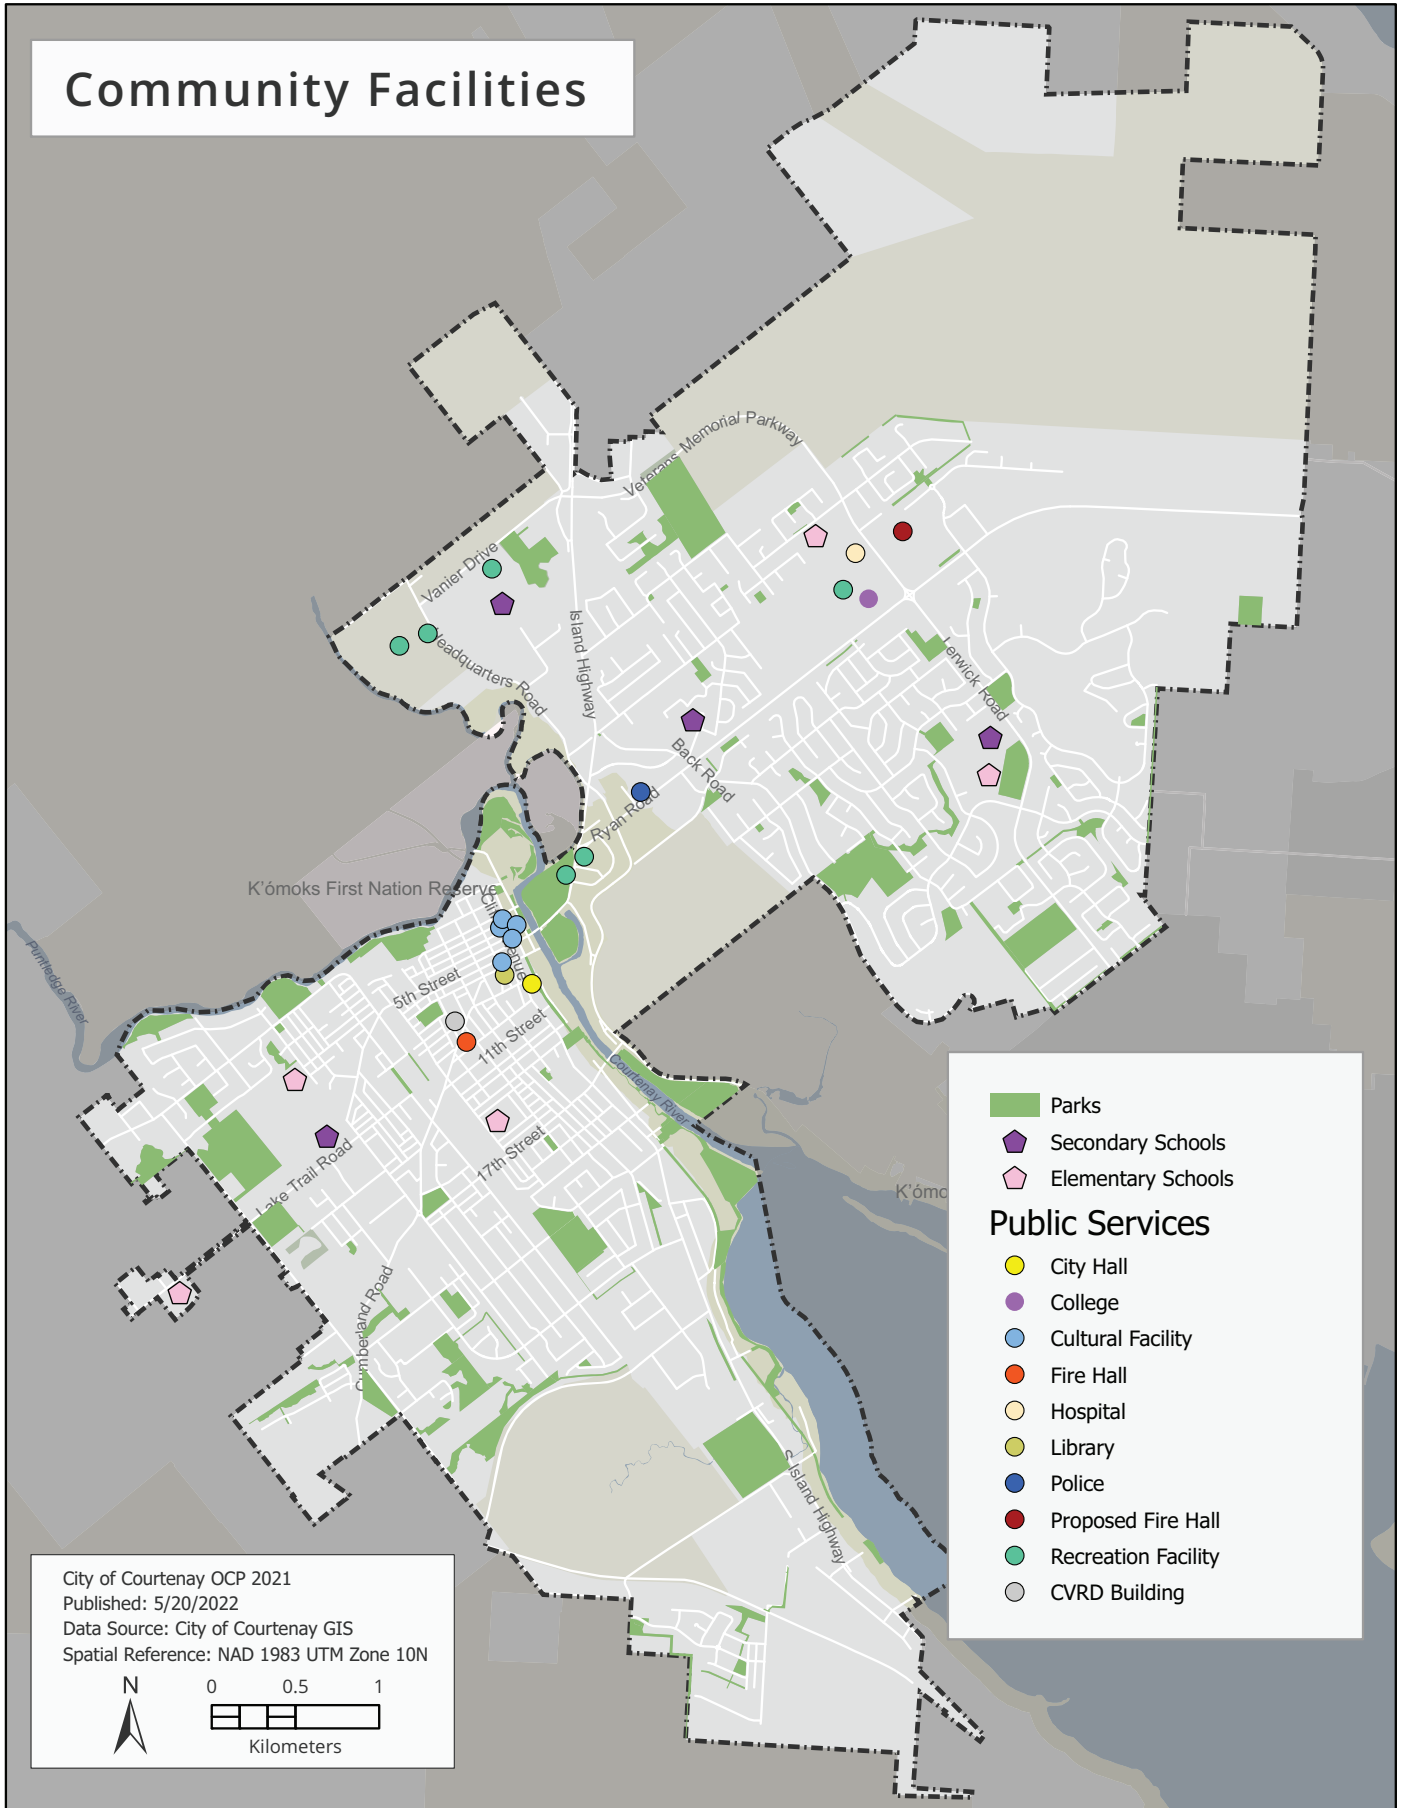 Community Facilities
Veterans Memorial Parkway
Vanier Drive
Island Highway
Headquarters Road
Lerwick Road
Back Road
Ryan Road
K'ómoks First Nation Reserve
Puntledge River
5th Street
11th Street
Courtenay River
17th Street
Lake Trail Road
K'ómo
Cumberland Road
S Island Highway
Parks
Secondary Schools
Elementary Schools
Public Services
City Hall
College
Cultural Facility
Fire Hall
Hospital
Library
Police
Proposed Fire Hall
Recreation Facility
CVRD Building
City of Courtenay OCP 2021
Published: 5/20/2022
Data Source: City of Courtenay GIS
Spatial Reference: NAD 1983 UTM Zone 10N
N
0 0.5 1
Kilometers